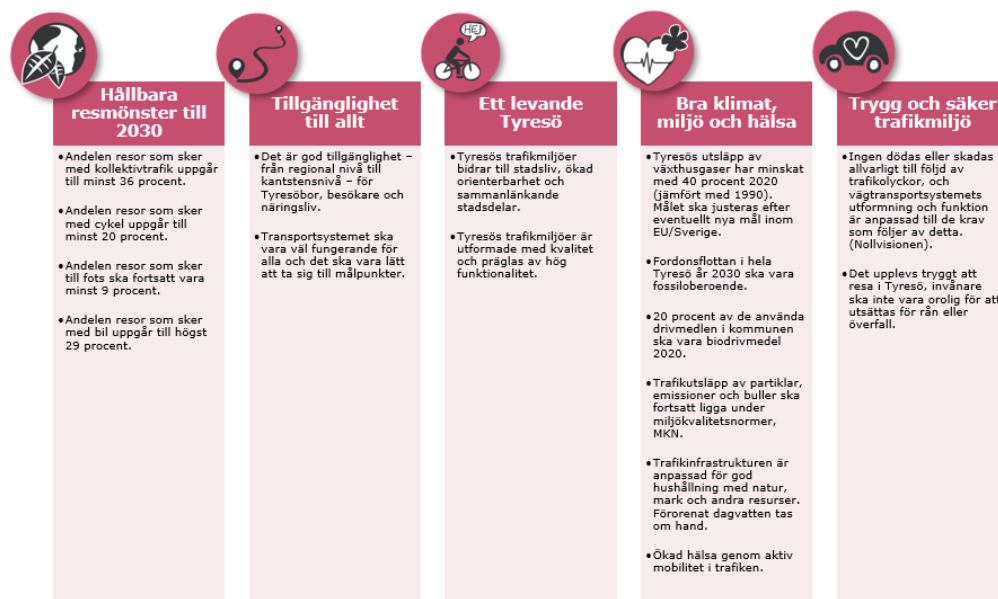 HEJ
Hållbara
resmönster till
2030
•Andelen resor som sker
med kollektivtrafik uppgår
till minst 36 procent.
•Andelen resor som sker
med cykel uppgår till
minst 20 procent.
•Andelen resor som sker
till fots ska fortsatt vara
minst 9 procent.
•Andelen resor som sker
med bil uppgår till högst
29 procent.
Tillgänglighet
till allt
•Det är god tillgänglighet –
från regional nivå till
kantstensnivå – för
Tyresöbor, besökare och
näringsliv.
•Transportsystemet ska
vara väl fungerande för
alla och det ska vara lätt
att ta sig till målpunkter.
Ett levande
Tyresö
•Tyresös trafikmiljöer
bidrar till stadsliv, ökad
orienterbarhet och
sammanlänkande
stadsdelar.
•Tyresös trafikmiljöer är
utformade med kvalitet
och präglas av hög
funktionalitet.
Bra klimat,
miljö och hälsa
•Tyresös utsläpp av
växthusgaser har minskat
med 40 procent 2020
(jämfört med 1990).
Målet ska justeras efter
eventuellt nya mål inom
EU/Sverige.
•Fordonsflottan i hela
Tyresö år 2030 ska vara
fossiloberoende.
•20 procent av de använda
drivmedlen i kommunen
ska vara biodrivmedel
2020.
•Trafikutsläpp av partiklar,
emissioner och buller ska
fortsatt ligga under
miljökvalitetsnormer,
MKN.
•Trafikinfrastrukturen är
anpassad för god
hushållning med natur,
mark och andra resurser.
Förorenat dagvatten tas
om hand.
•Ökad hälsa genom aktiv
mobilitet i trafiken.
Trygg och säker
trafikmiljö
•Ingen dödas eller skadas
allvarligt till följd av
trafikolyckor, och
vägtransportsystemets
utformning och funktion
är anpassad till de krav
som följer av detta.
(Nollvisionen).
•Det upplevs tryggt att
resa i Tyresö, invånare
ska inte vara orolig för att
utsättas för rån eller
överfall.